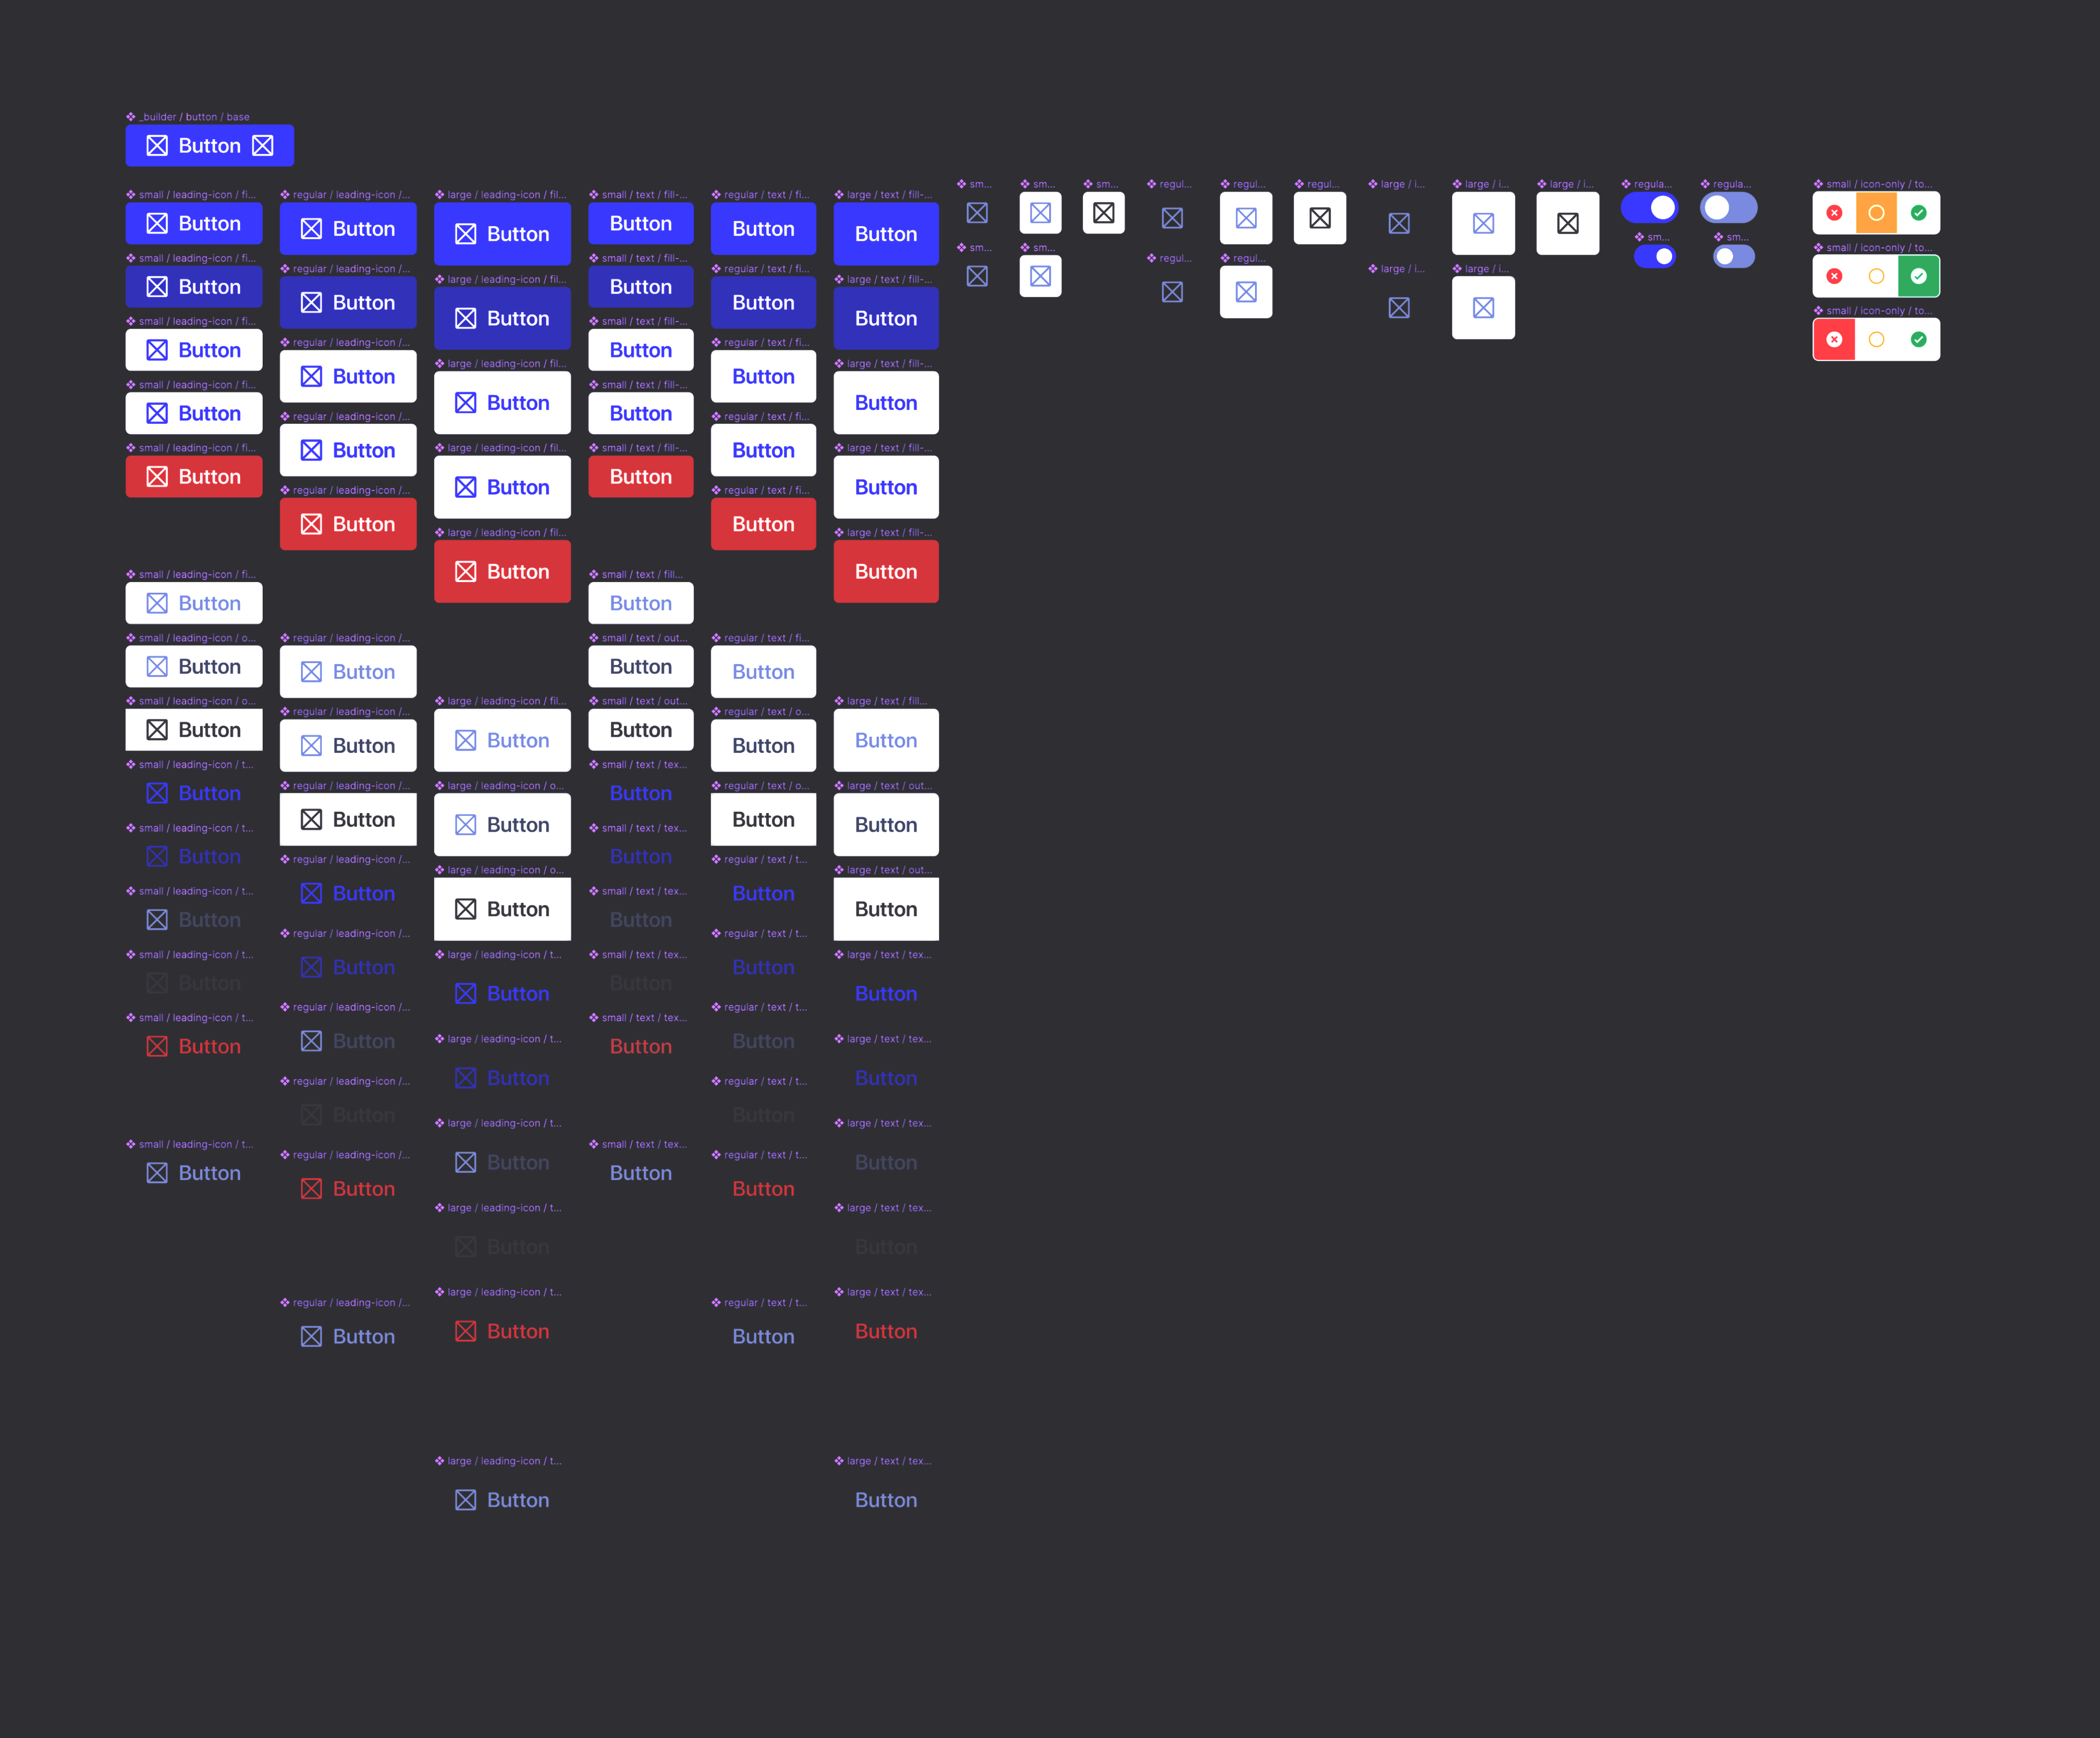 _builder / button / base
Button
small / leading-icon / fi...
Button
small / leading-icon / fi...
Button
small / leading-icon / fi...
Button
small / leading-icon / fi...
Button
small / leading-icon / fi...
Button
small / leading-icon / fi...
Button
small / leading-icon / o...
Button
small / leading-icon / o...
Button
small / leading-icon / t...
Button
small / leading-icon / t...
Button
small / leading-icon / t...
Button
small / leading-icon / t...
Button
small / leading-icon / t...
Button
small / leading-icon / t...
Button
regular / leading-icon /...
Button
regular / leading-icon /...
Button
regular / leading-icon /...
Button
regular / leading-icon /...
Button
regular / leading-icon /...
Button
regular / leading-icon /...
Button
regular / leading-icon /...
Button
regular / leading-icon /...
Button
regular / leading-icon /...
Button
regular / leading-icon /...
Button
regular / leading-icon /...
Button
regular / leading-icon /...
Button
regular / leading-icon /...
Button
regular / leading-icon /...
Button
large / leading-icon / fil...
Button
large / leading-icon / fil...
Button
large / leading-icon / fil...
Button
large / leading-icon / fil...
Button
large / leading-icon / fil...
Button
large / leading-icon / fil...
Button
large / leading-icon / o...
Button
large / leading-icon / o...
Button
large / leading-icon / t...
Button
large / leading-icon / t...
Button
large / leading-icon / t...
Button
large / leading-icon / t...
Button
large / leading-icon / t...
Button
large / leading-icon / t...
Button
small / text / fill-...
Button
small / text / fill-...
Button
small / text / fill-...
Button
small / text / fill-...
Button
small / text / fill-...
Button
small / text / fill...
Button
small / text / out...
Button
small / text / out...
Button
small / text / tex...
Button
small / text / tex...
Button
small / text / tex...
Button
small / text / tex...
Button
small / text / tex...
Button
small / text / tex...
Button
regular / text / fi...
Button
regular / text / fi...
Button
regular / text / fi...
Button
regular / text / fi...
Button
regular / text / fi...
Button
regular / text / fi...
Button
regular / text / o...
Button
regular / text / o...
Button
regular / text / t...
Button
regular / text / t...
Button
regular / text / t...
Button
regular / text / t...
Button
regular / text / t...
Button
regular / text / t...
Button
large / text / fill-...
Button
large / text / fill-...
Button
large / text / fill-...
Button
large / text / fill-...
Button
large / text / fill-...
Button
large / text / fill...
Button
large / text / out...
Button
large / text / out...
Button
large / text / tex...
Button
large / text / tex...
Button
large / text / tex...
Button
large / text / tex...
Button
large / text / tex...
Button
large / text / tex...
Button
sm...
sm...
sm...
sm...
sm...
regul...
regul...
regul...
regul...
regul...
large / i...
large / i...
large / i...
large / i...
large / i...
regula...
regula...
sm...
sm...
small / icon-only / to...
small / icon-only / to...
small / icon-only / to...